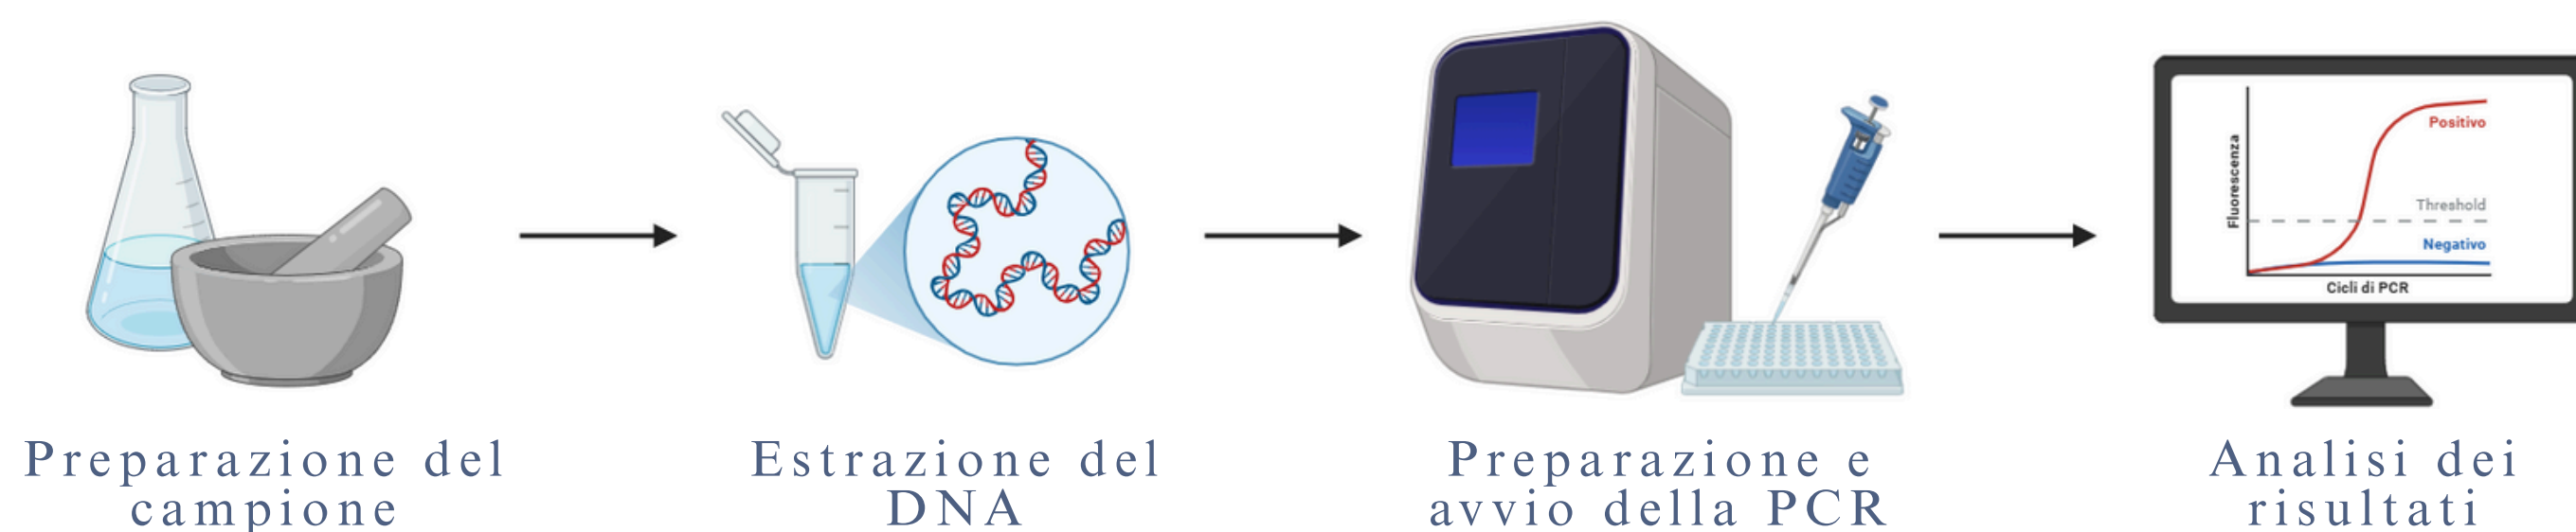 Preparazione del
campione
Estrazione del
DNA
Preparazione e
avvio della PCR
Fluorescenza
Positivo
Threshold
Negativo
Cicli di PCR
Analisi dei
risultati